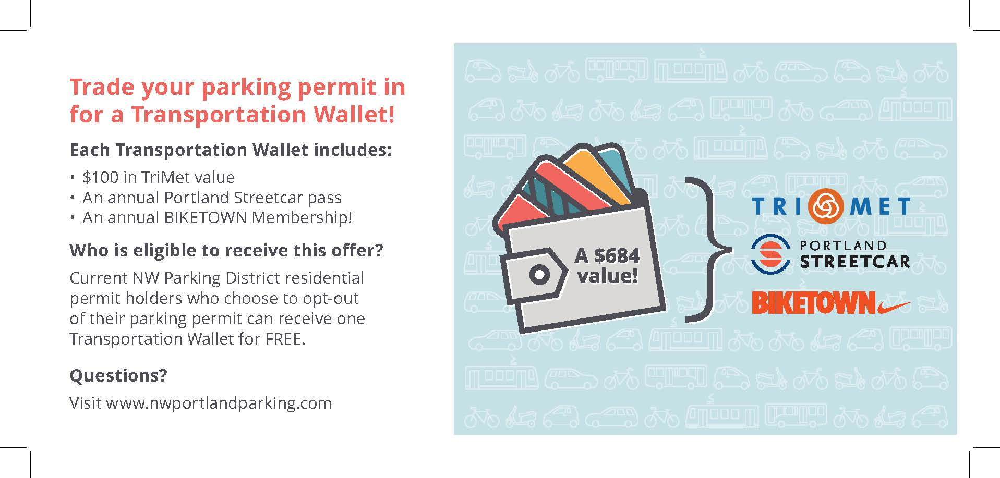 Trade your parking permit in
for a Transportation Wallet!
Each Transportation Wallet includes:
• $100 in TriMet value
• An annual Portland Streetcar pass
• An annual BIKETOWN Membership!
Who is eligible to receive this offer?
Current NW Parking District residential
permit holders who choose to opt-out
of their parking permit can receive one
Transportation Wallet for FREE.
Questions?
Visit www.nwportlandparking.com
A $684
value!
TRI MET
PORTLAND
STREETCAR
BIKETOWN